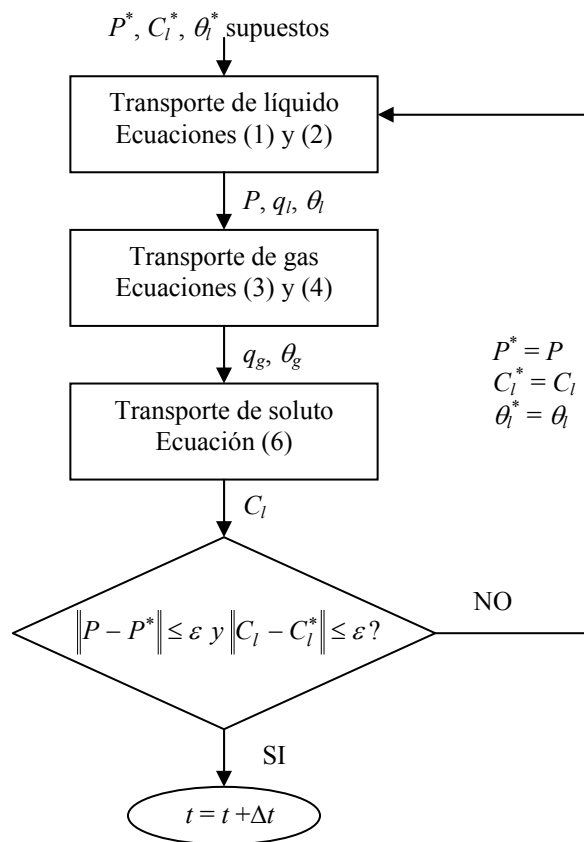 P*, C_l*, θ_l* supuestos
Transporte de líquido
Ecuaciones (1) y (2)
P, q_l, θ_l
Transporte de gas
Ecuaciones (3) y (4)
q_g, θ_g
P* = P
C_l* = C_l
θ_l* = θ_l
Transporte de soluto
Ecuación (6)
C_l
‖P − P*‖ ≤ ε y ‖C_l − C_l*‖ ≤ ε?
NO
SI
t = t +Δt